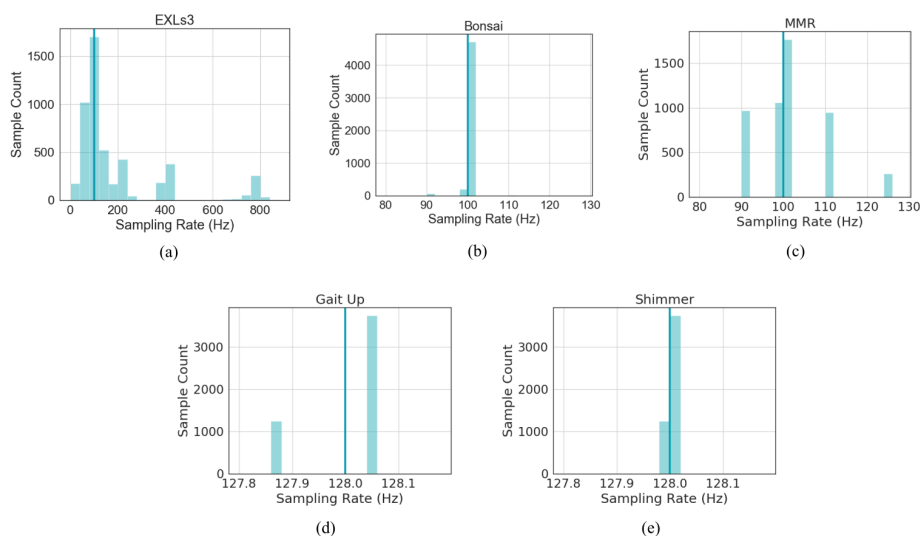 EXLs3
Sample Count
1500
1000
500
0
0 200 400 600 800
Sampling Rate (Hz)
(a)
Bonsai
Sample Count
4000
3000
2000
1000
0
80 90 100 110 120 130
Sampling Rate (Hz)
(b)
MMR
Sample Count
1500
1000
500
0
80 90 100 110 120 130
Sampling Rate (Hz)
(c)
Gait Up
Sample Count
3000
2000
1000
0
127.8 127.9 128.0 128.1
Sampling Rate (Hz)
(d)
Shimmer
Sample Count
3000
2000
1000
0
127.8 127.9 128.0 128.1
Sampling Rate (Hz)
(e)